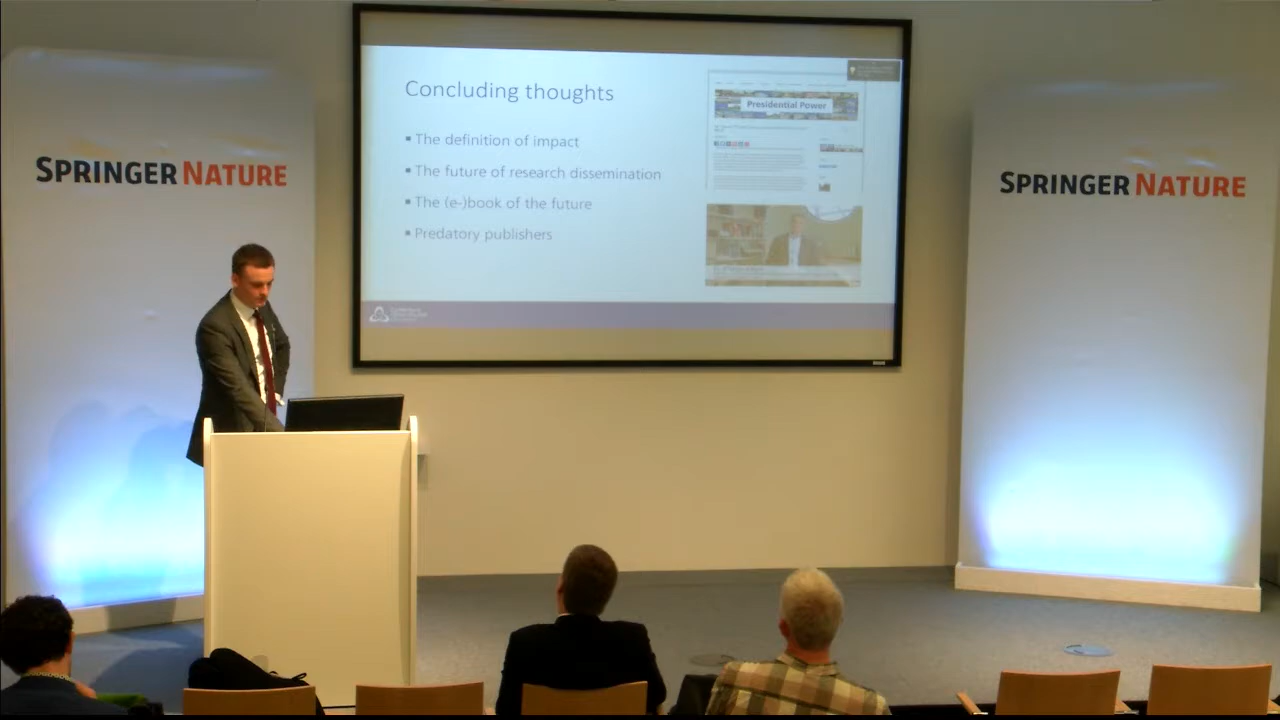 SPRINGER NATURE
Concluding thoughts
▪ The definition of impact
▪ The future of research dissemination
▪ The (e-)book of the future
▪ Predatory publishers
Presidential Power
SPRINGER NATURE